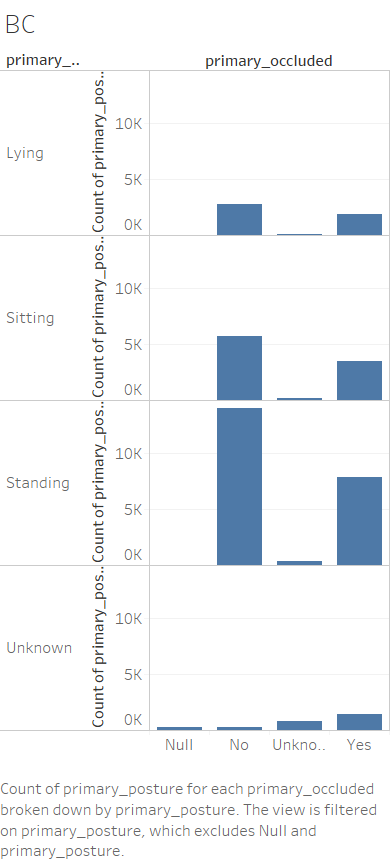 BC
primary_.. primary_occluded
Lying
Count of primary_pos..
10K
5K
0K
Sitting
Count of primary_pos..
10K
5K
0K
Standing
Count of primary_pos..
10K
5K
0K
Unknown
Count of primary_pos..
10K
5K
0K
Null No Unkno.. Yes
Count of primary_posture for each primary_occluded
broken down by primary_posture. The view is filtered
on primary_posture, which excludes Null and
primary_posture.